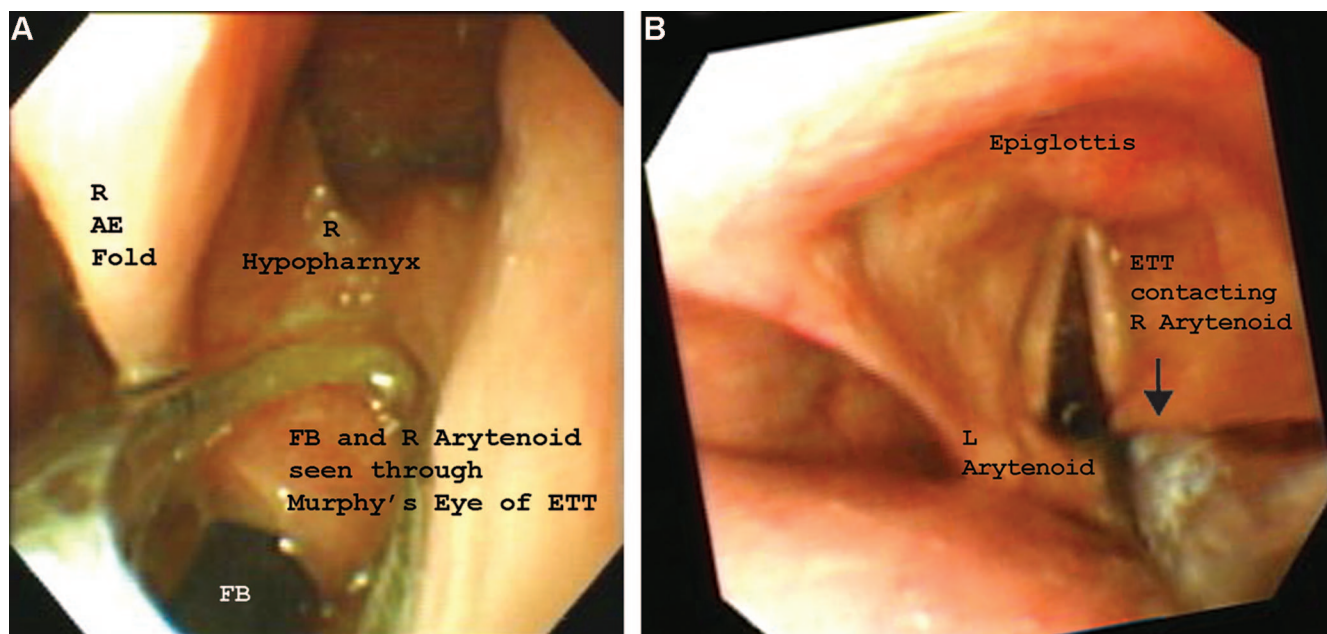 A
R
AE
Fold
R
Hypopharnyx
FB and R Arytenoid
seen through
Murphy's Eye of ETT
FB
B
Epiglottis
ETT
contacting
R Arytenoid
L
Arytenoid